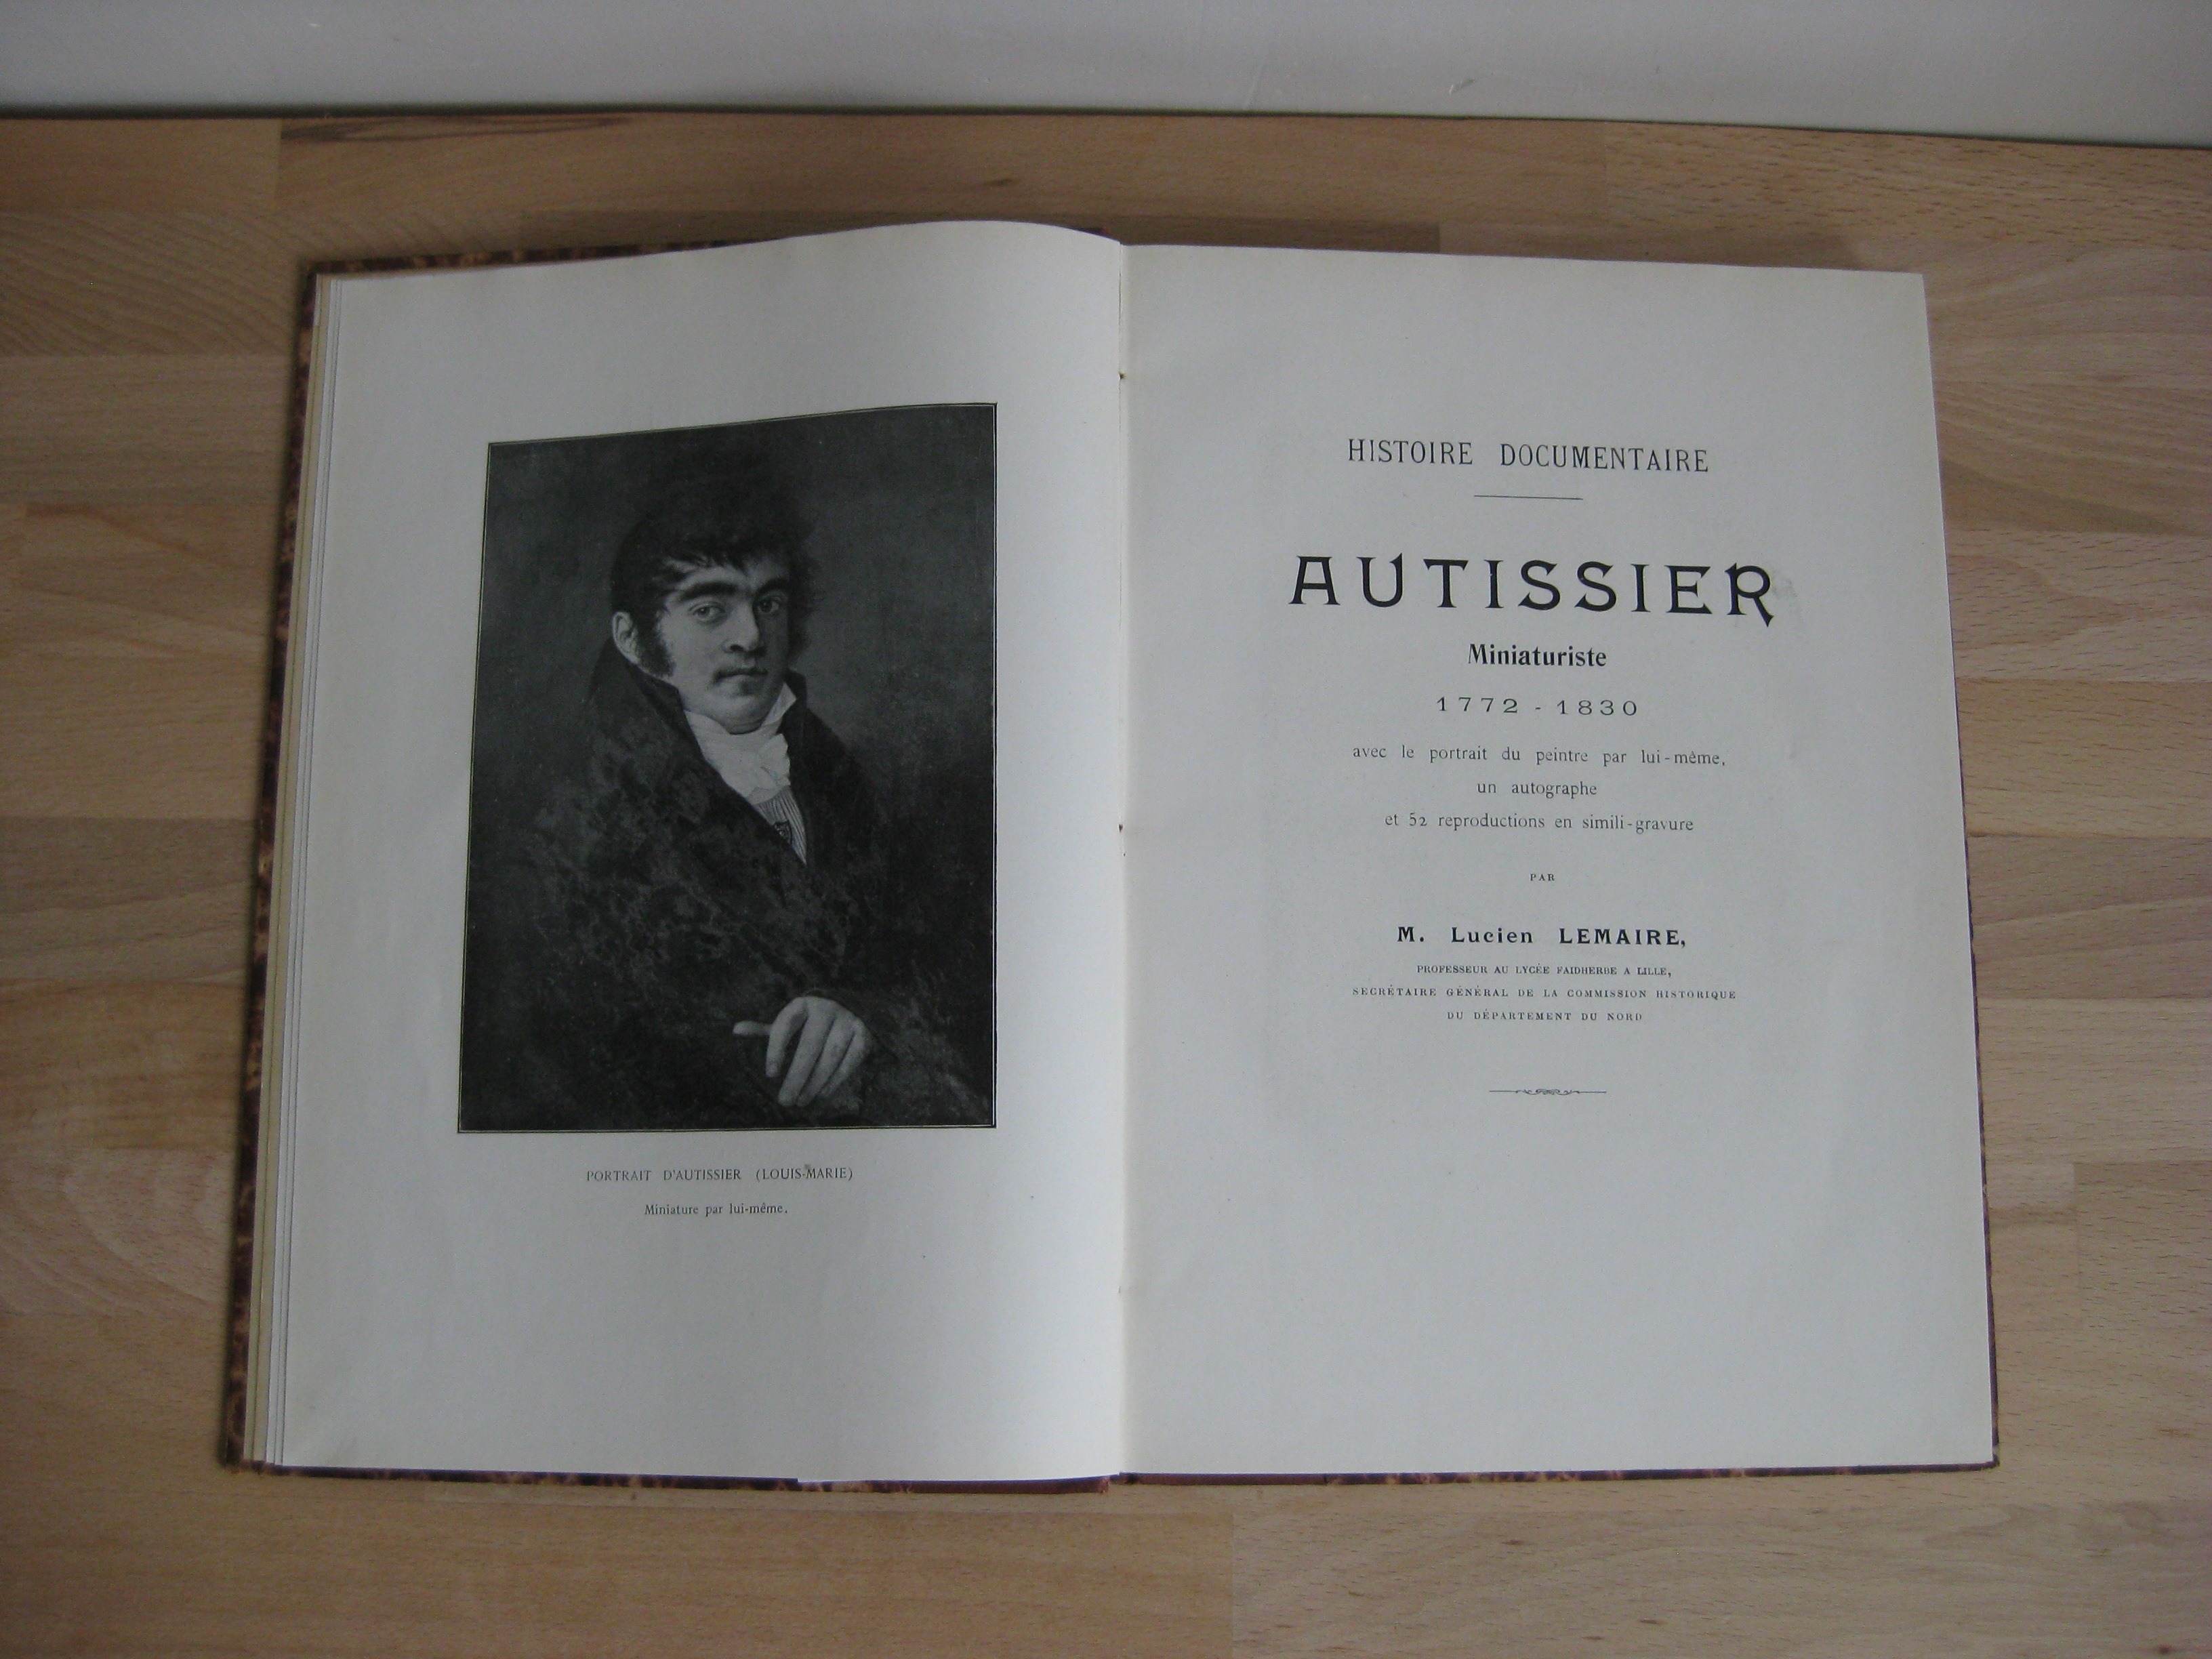 PORTRAIT D'AUTISSIER (LOUIS-MARIE)
Miniature par lui-même.
HISTOIRE DOCUMENTAIRE
AUTISSIER
Miniaturiste
1772 - 1830
avec le portrait du peintre par lui-même,
un autographe
et 52 reproductions en simili-gravure
PAR
M. Lucien LEMAIRE,
PROFESSEUR AU LYCÉE FAIDHERBE A LILLE,
SECRÉTAIRE GÉNÉRAL DE LA COMMISSION HISTORIQUE
DU DÉPARTEMENT DU NORD